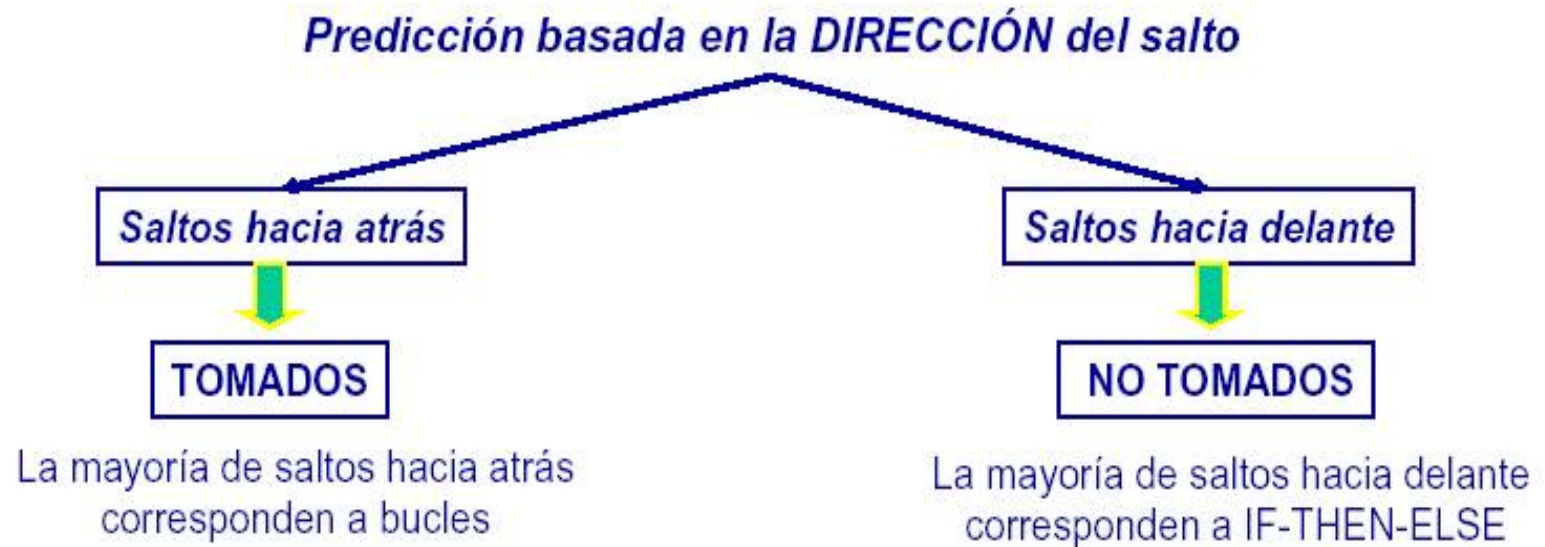 Predicción basada en la DIRECCIÓN del salto
Saltos hacia atrás
TOMADOS
La mayoría de saltos hacia atrás
corresponden a bucles
Saltos hacia delante
NO TOMADOS
La mayoría de saltos hacia delante
corresponden a IF-THEN-ELSE